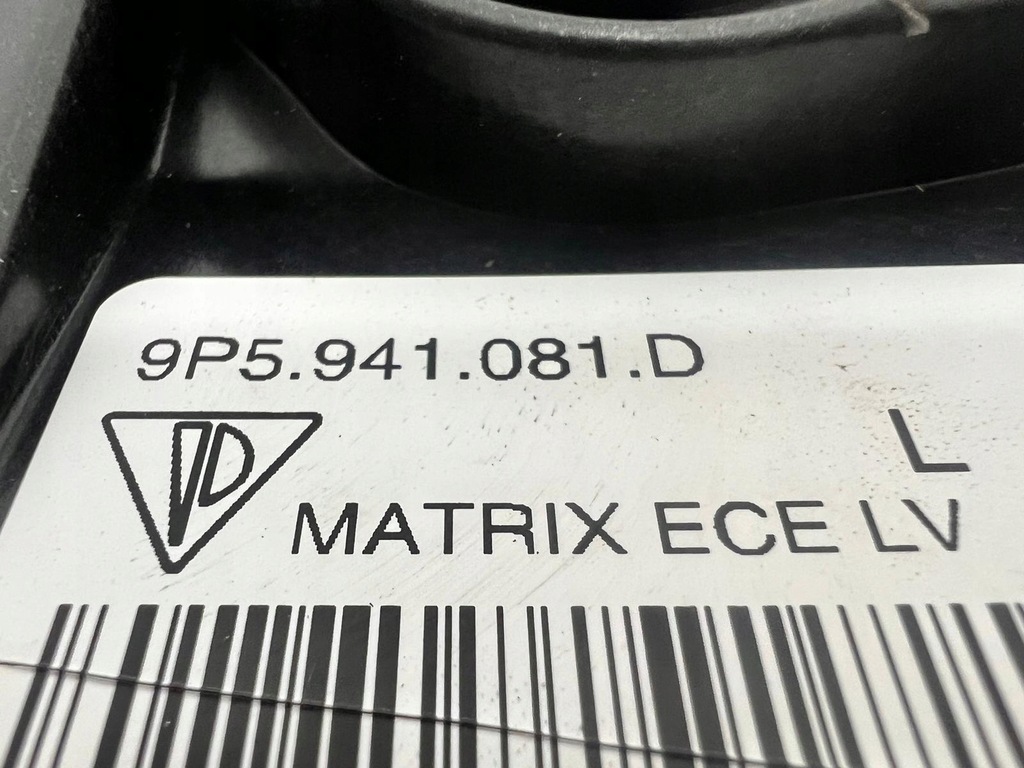 9P5.941.081.D
L
MATRIX ECE LV